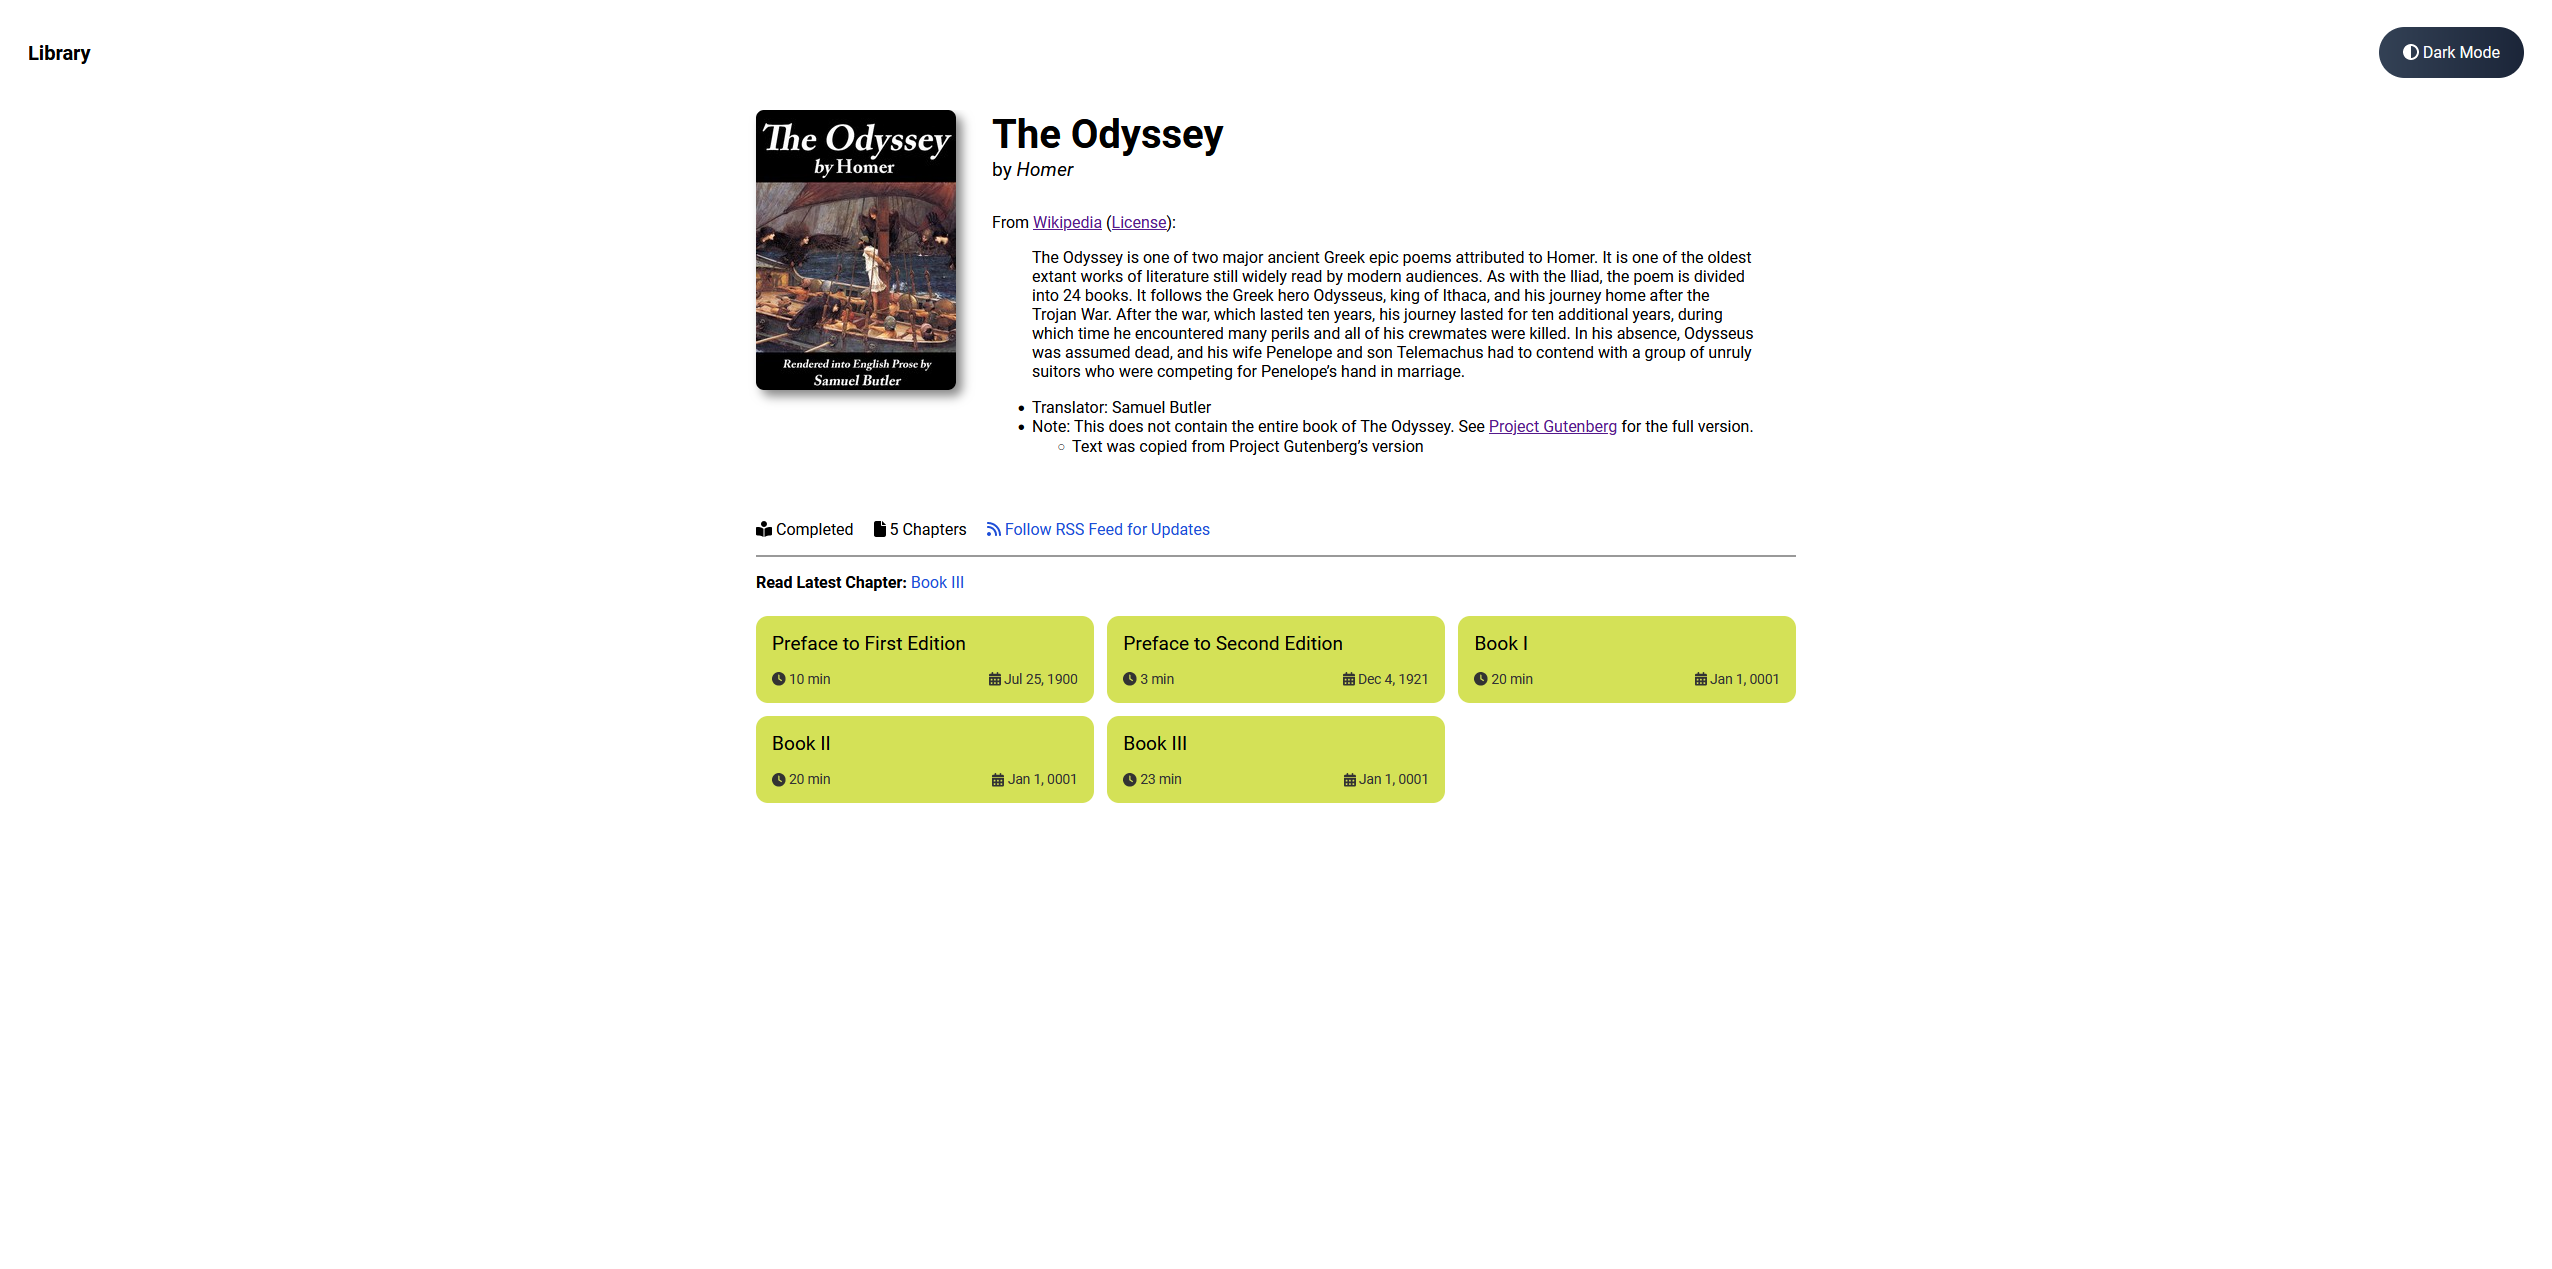 Library
Dark Mode
The Odyssey
by Homer
Rendered into English Prose by
Samuel Butler
The Odyssey
by Homer
From Wikipedia (License):
The Odyssey is one of two major ancient Greek epic poems attributed to Homer. It is one of the oldest
extant works of literature still widely read by modern audiences. As with the Iliad, the poem is divided
into 24 books. It follows the Greek hero Odysseus, king of Ithaca, and his journey home after the
Trojan War. After the war, which lasted ten years, his journey lasted for ten additional years, during
which time he encountered many perils and all of his crewmates were killed. In his absence, Odysseus
was assumed dead, and his wife Penelope and son Telemachus had to contend with a group of unruly
suitors who were competing for Penelope’s hand in marriage.
• Translator: Samuel Butler
• Note: This does not contain the entire book of The Odyssey. See Project Gutenberg for the full version.
◦ Text was copied from Project Gutenberg’s version
Completed 5 Chapters Follow RSS Feed for Updates
Read Latest Chapter: Book III
Preface to First Edition
10 min Jul 25, 1900
Preface to Second Edition
3 min Dec 4, 1921
Book I
20 min Jan 1, 0001
Book II
20 min Jan 1, 0001
Book III
23 min Jan 1, 0001